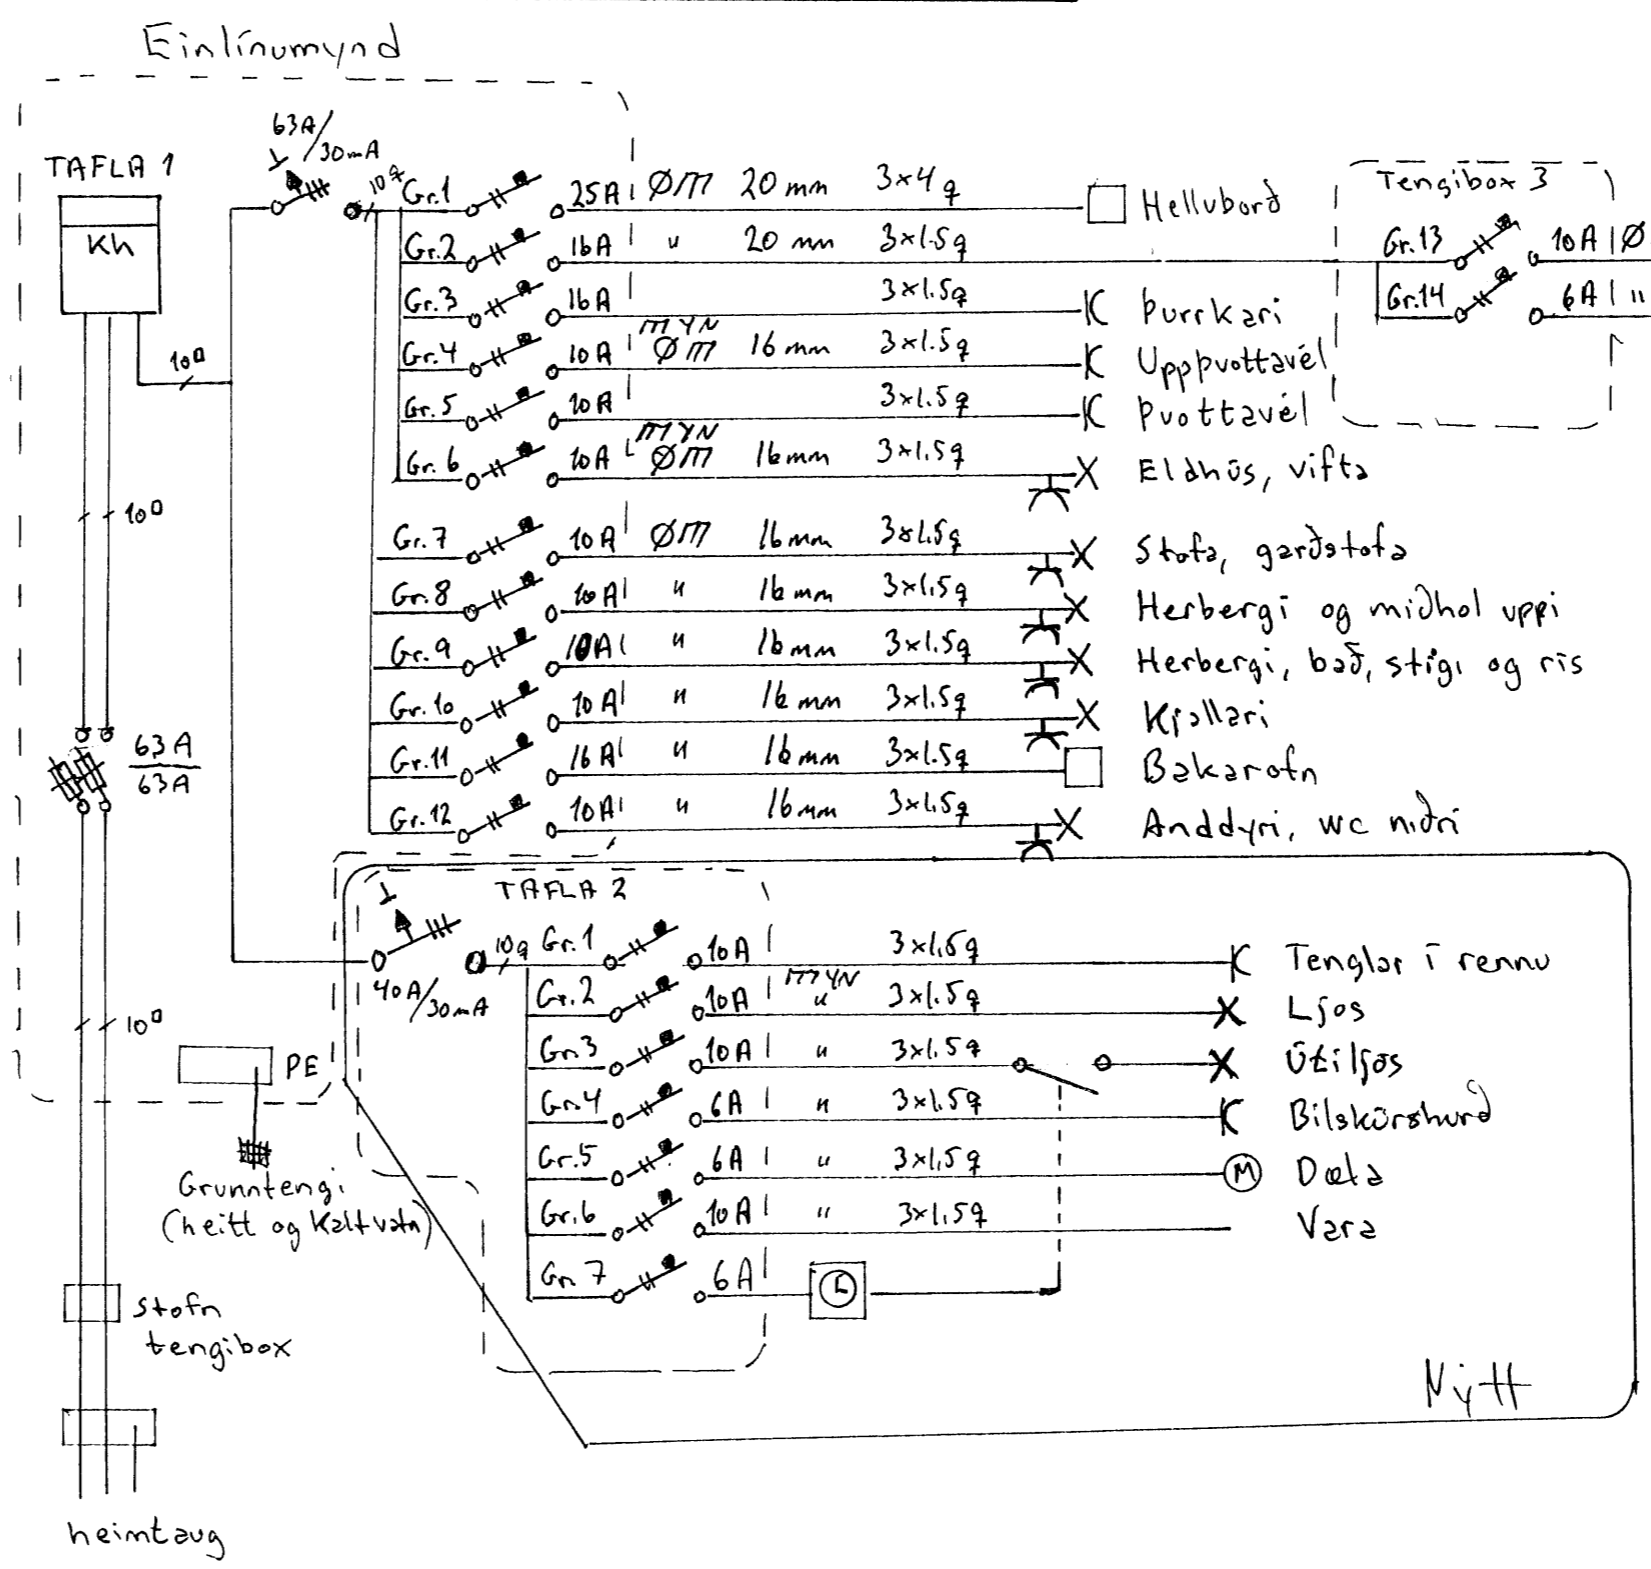 Einlínumynd
TAFLA 1
Kh
63A/30mA
10q
10□
10□
63A
63A
10□
PE
Grunntengi
(heitt og kalt vatn)
stofn
tengibox
heimtaug
Gr.1 25A ØM 20 mm 3x4q Helluborð
Gr.2 16A " 20 mm 3x1.5q
Gr.3 16A 3x1.5q Þurrkari
Gr.4 10A MYN ØM 16 mm 3x1.5q Uppþvottavél
Gr.5 10A 3x1.5q Þvottavél
Gr.6 10A MYN ØM 16mm 3x1.5q Eldhús, vifta
Gr.7 10A ØM 16mm 3x1.5q Stofa, garðstofa
Gr.8 10A " 16mm 3x1.5q Herbergi og miðhol uppi
Gr.9 10A " 16mm 3x1.5q Herbergi, bað, stigi og ris
Gr.10 10A " 16mm 3x1.5q Kjallari
Gr.11 16A " 16mm 3x1.5q Bakarofn
Gr.12 10A " 16mm 3x1.5q Anddyri, wc niðri
Tengibox 3
Gr.13 10A Ø
Gr.14 6A "
TAFLA 2
40A/30mA
10q
Gr.1 10A 3x1,5q Tenglar í rennu
Gr.2 10A MYN " 3x1.5q Ljós
Gr.3 10A " 3x1,5q Útiljós
Gr.4 6A " 3x1,5q Bílskúrshurð
Gr.5 6A " 3x1,5q M Dæla
Gr.6 10A " 3x1,5q Vara
Gr.7 6A
Nýtt